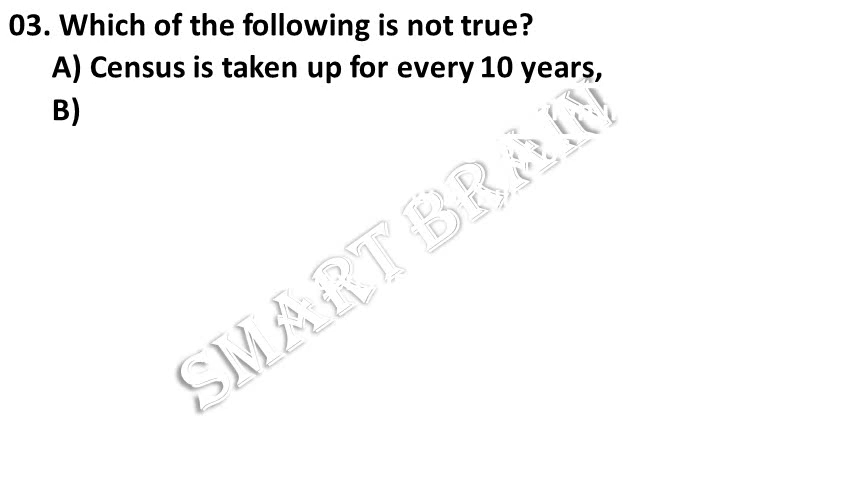 03. Which of the following is not true?
A) Census is taken up for every 10 years,
B)
SMART BRAIN